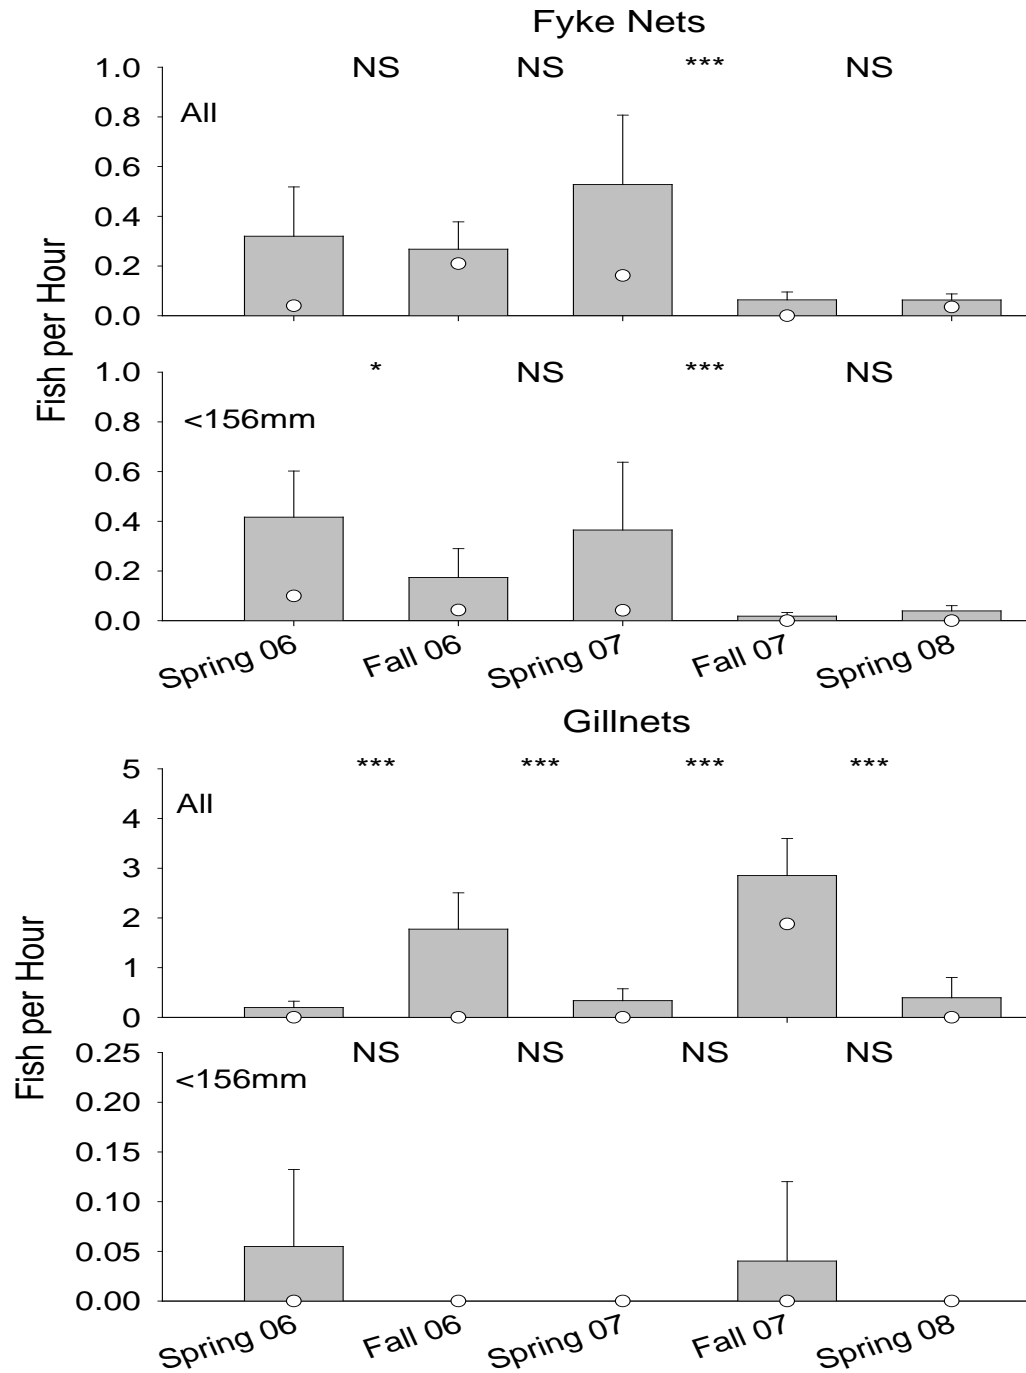 Fyke Nets
NS NS *** NS
1.0
All
0.8
0.6
0.4
0.2
0.0
Fish per Hour
* NS *** NS
1.0
<156mm
0.8
0.6
0.4
0.2
0.0
Spring 06 Fall 06 Spring 07 Fall 07 Spring 08
Gillnets
*** *** *** ***
5
All
4
3
2
1
0
Fish per Hour
NS NS NS NS
0.25
<156mm
0.20
0.15
0.10
0.05
0.00
Spring 06 Fall 06 Spring 07 Fall 07 Spring 08